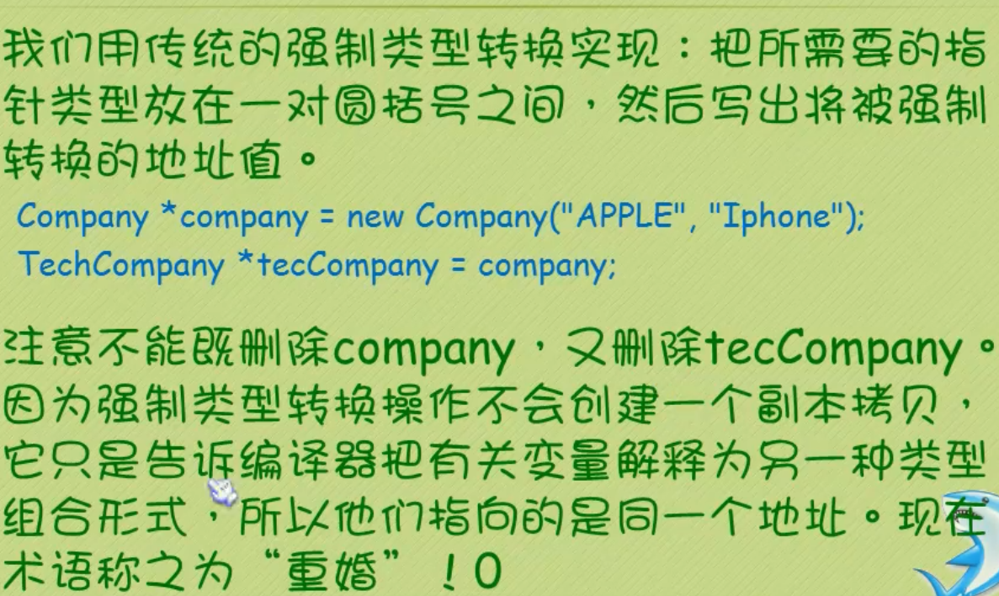 我们用传统的强制类型转换实现：把所需要的指
针类型放在一对圆括号之间，然后写出将被强制
转换的地址值。
Company *company = new Company("APPLE", "Iphone");
TechCompany *tecCompany = company;
注意不能既删除company，又删除tecCompany。
因为强制类型转换操作不会创建一个副本拷贝，
它只是告诉编译器把有关变量解释为另一种类型
组合形式，所以他们指向的是同一个地址。现在
术语称之为“重婚”！0